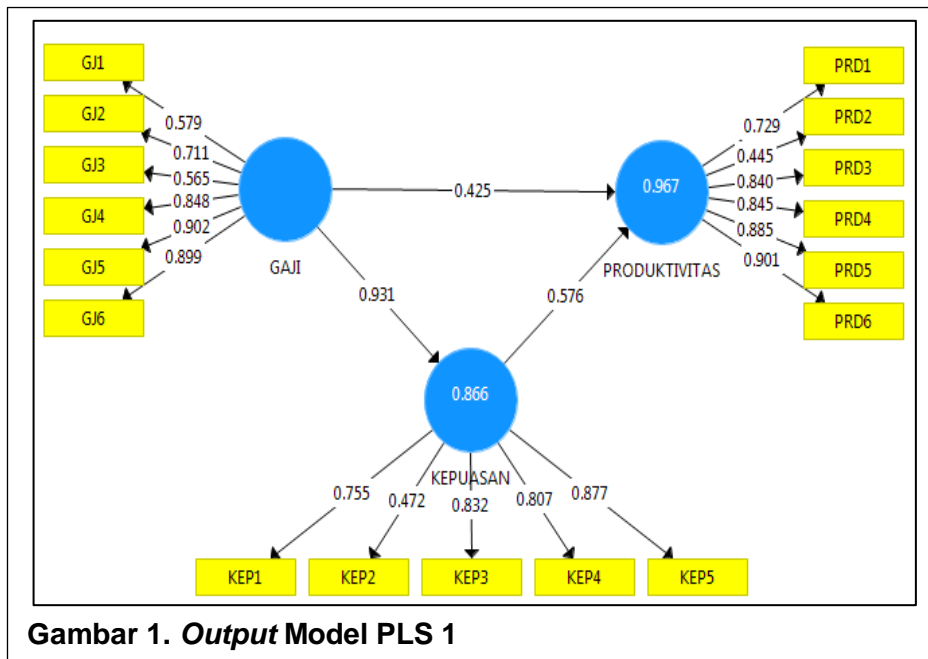 GJ1
GJ2
GJ3
GJ4
GJ5
GJ6
0.579
0.711
0.565
0.848
0.902
0.899
GAJI
0.425
0.931
0.576
0.967
PRODUKTIVITAS
0.729
0.445
0.840
0.845
0.885
0.901
PRD1
PRD2
PRD3
PRD4
PRD5
PRD6
0.866
KEPUASAN
0.755
0.472
0.832
0.807
0.877
KEP1
KEP2
KEP3
KEP4
KEP5
Gambar 1. Output Model PLS 1